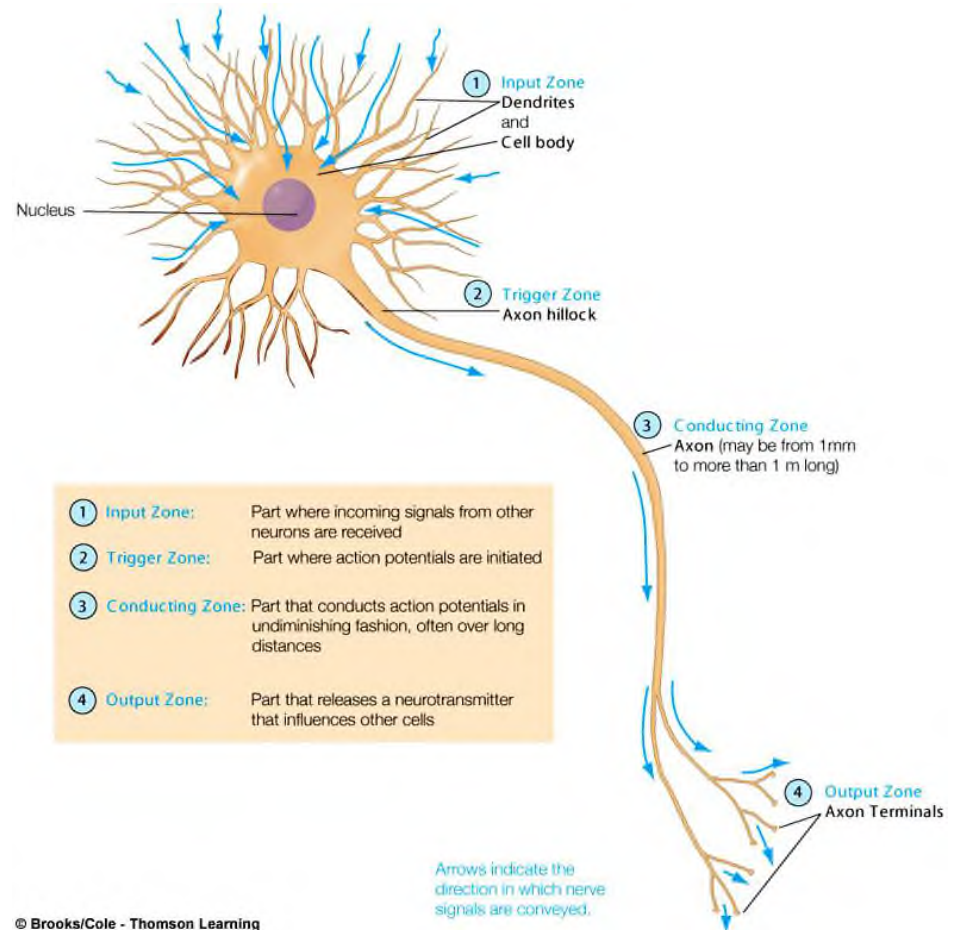 1 Input Zone
Dendrites
and
Cell body
Nucleus
2 Trigger Zone
Axon hillock
3 Conducting Zone
Axon (may be from 1mm
to more than 1 m long)
1 Input Zone: Part where incoming signals from other
neurons are received
2 Trigger Zone: Part where action potentials are initiated
3 Conducting Zone: Part that conducts action potentials in
undiminishing fashion, often over long
distances
4 Output Zone: Part that releases a neurotransmitter
that influences other cells
4 Output Zone
Axon Terminals
Arrows indicate the
direction in which nerve
signals are conveyed.
© Brooks/Cole - Thomson Learning